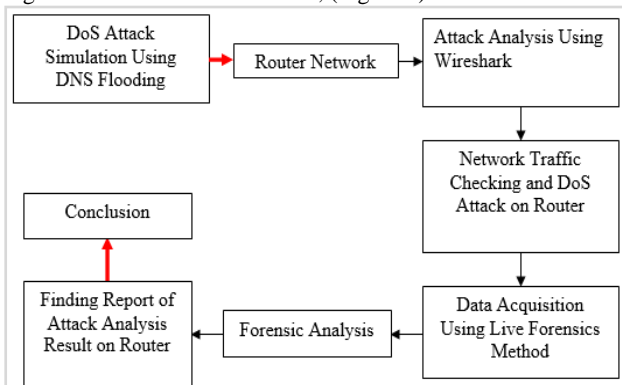 DoS Attack
Simulation Using
DNS Flooding
Router Network
Attack Analysis Using
Wireshark
Network Traffic
Checking and DoS
Attack on Router
Data Acquisition
Using Live Forensics
Method
Forensic Analysis
Finding Report of
Attack Analysis
Result on Router
Conclusion